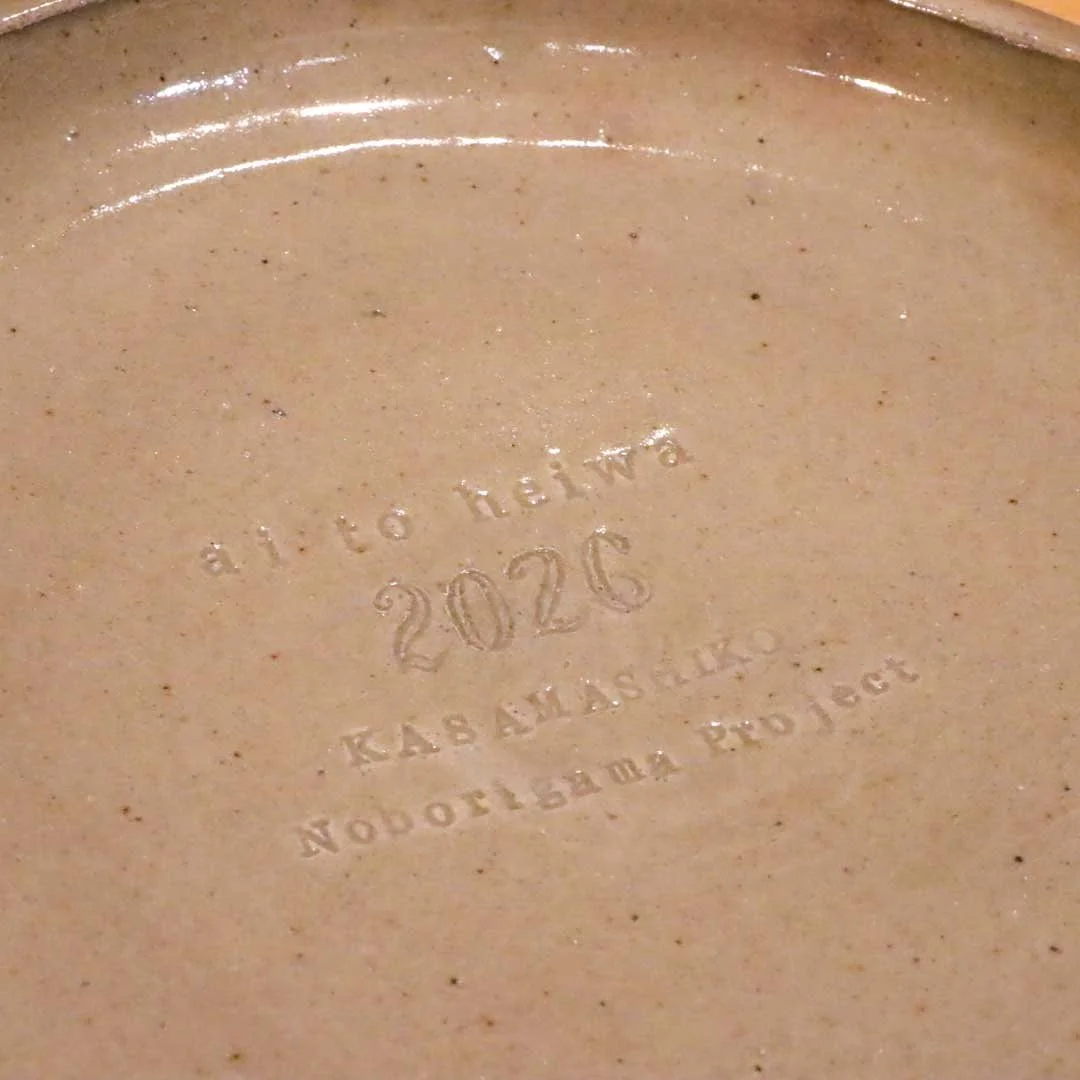 ai to heiwa
2026
KASAMASHIKO
Noborigama Project